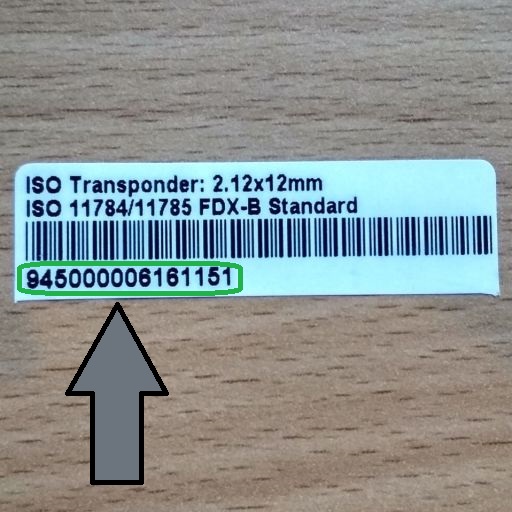 ISO Transponder: 2.12x12mm
ISO 11784/11785 FDX-B Standard
945000006161151